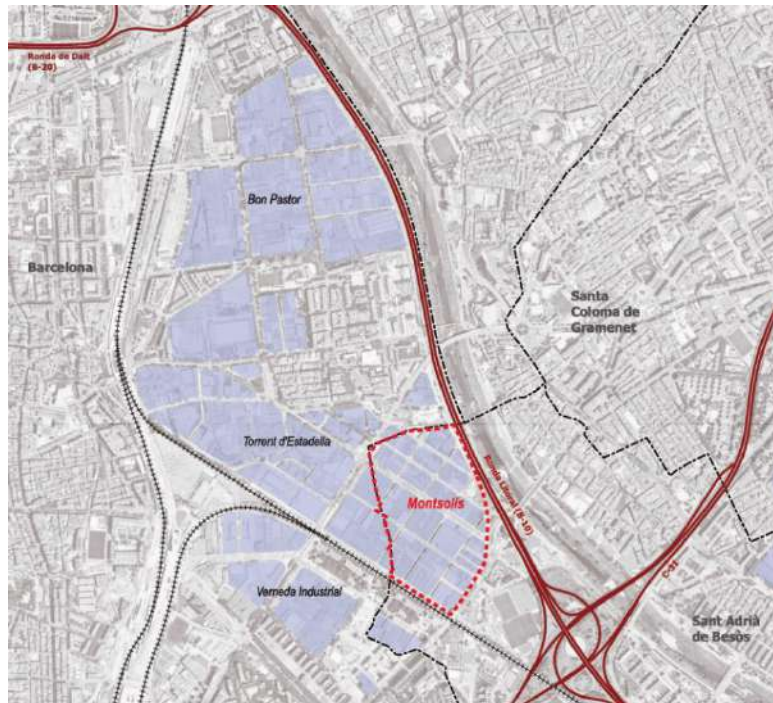 Ronda de Dalt
(B-20)
Bon Pastor
Barcelona
Santa
Coloma de
Gramenet
Torrent d'Estadella
Ronda Litoral (B-10)
Montsolís
C-31
Verneda Industrial
Sant Adrià
de Besòs